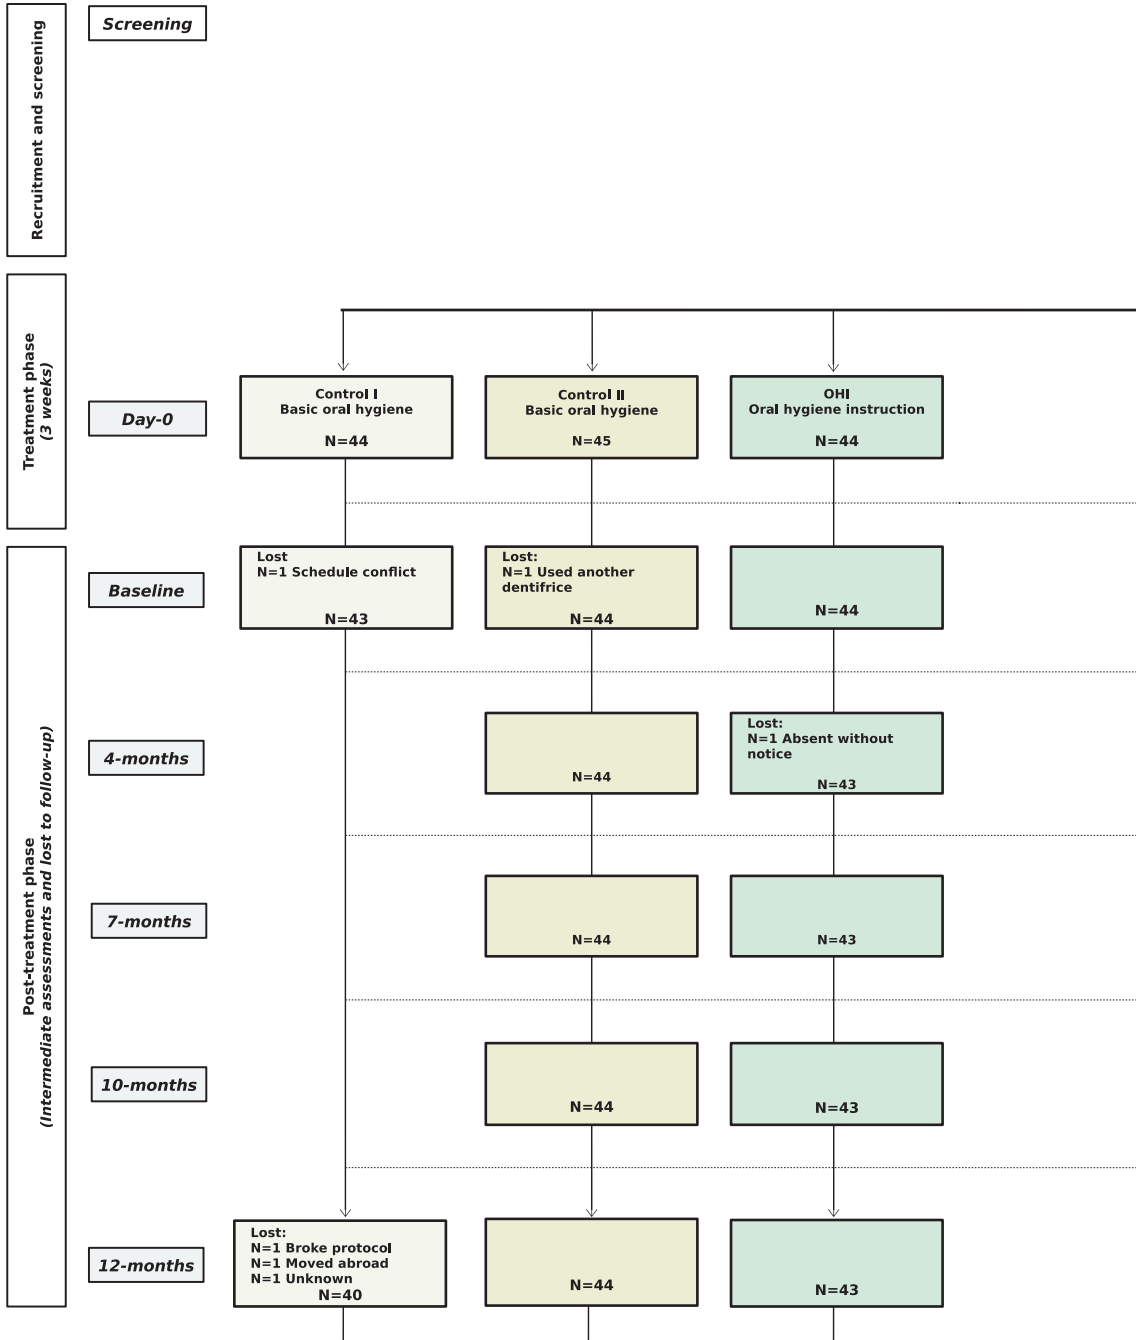 Recruitment and screening
Screening
Treatment phase
(3 weeks)
Day-0
Control I
Basic oral hygiene
N=44
Control II
Basic oral hygiene
N=45
OHI
Oral hygiene instruction
N=44
Post-treatment phase
(Intermediate assessments and lost to follow-up)
Baseline
Lost
N=1 Schedule conflict
N=43
Lost:
N=1 Used another
dentifrice
N=44
N=44
4-months
N=44
Lost:
N=1 Absent without
notice
N=43
7-months
N=44
N=43
10-months
N=44
N=43
12-months
Lost:
N=1 Broke protocol
N=1 Moved abroad
N=1 Unknown
N=40
N=44
N=43